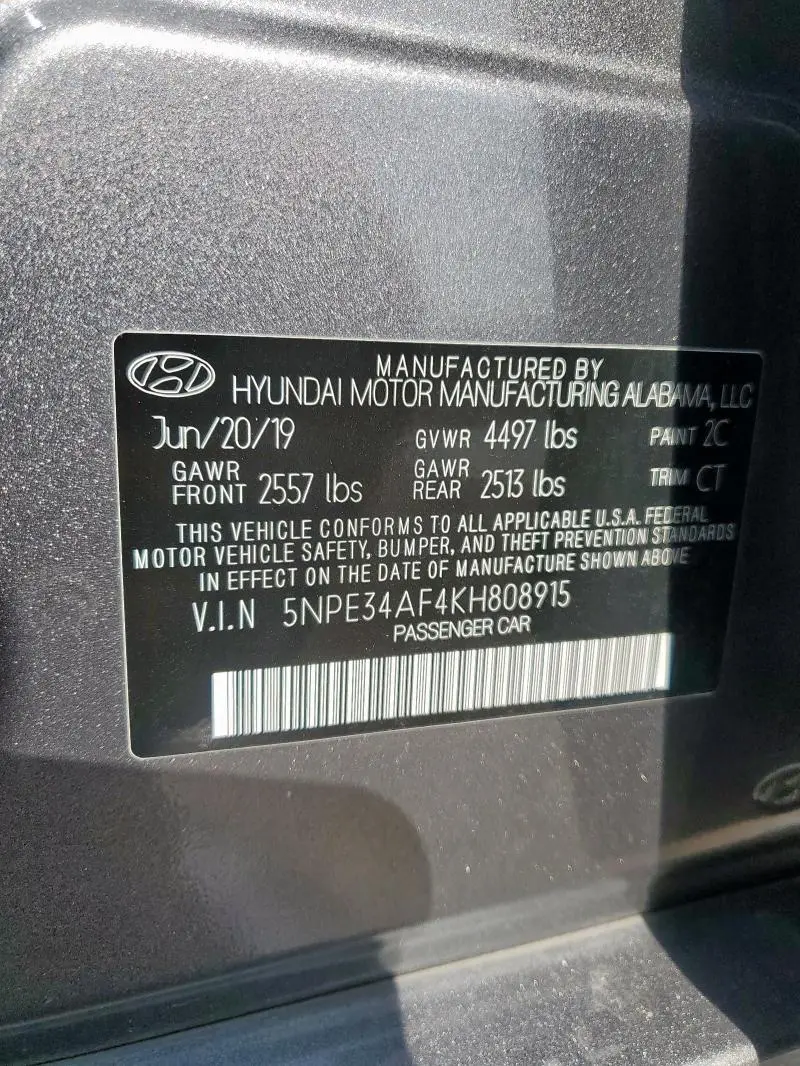 MANUFACTURED BY
HYUNDAI MOTOR MANUFACTURING ALABAMA, LLC
Jun/20/19 GVWR 4497 lbs PAINT 2C
GAWR FRONT 2557 lbs GAWR REAR 2513 lbs TRIM CT
THIS VEHICLE CONFORMS TO ALL APPLICABLE U.S.A. FEDERAL
MOTOR VEHICLE SAFETY, BUMPER, AND THEFT PREVENTION STANDARDS
IN EFFECT ON THE DATE OF MANUFACTURE SHOWN ABOVE
V.I.N 5NPE34AF4KH808915
PASSENGER CAR